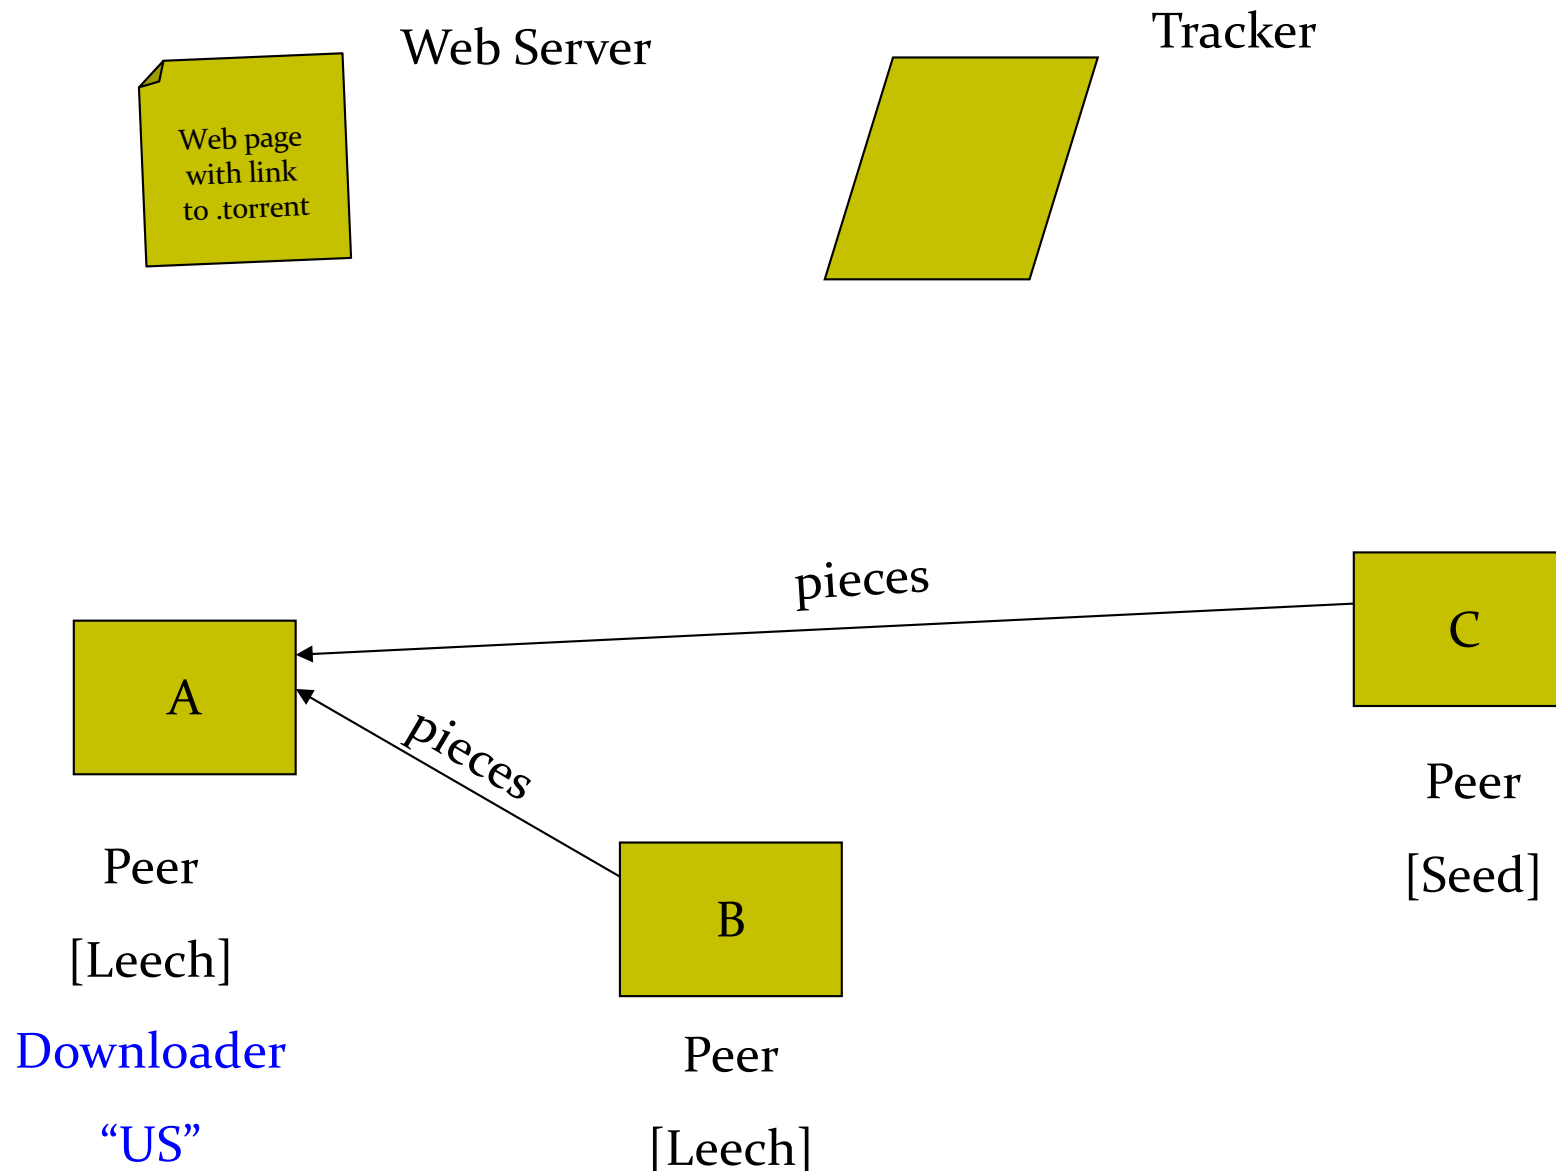 Web Server
Tracker
Web page
with link
to .torrent
pieces
C
A
pieces
Peer
[Seed]
Peer
[Leech]
B
Downloader
“US”
Peer
[Leech]